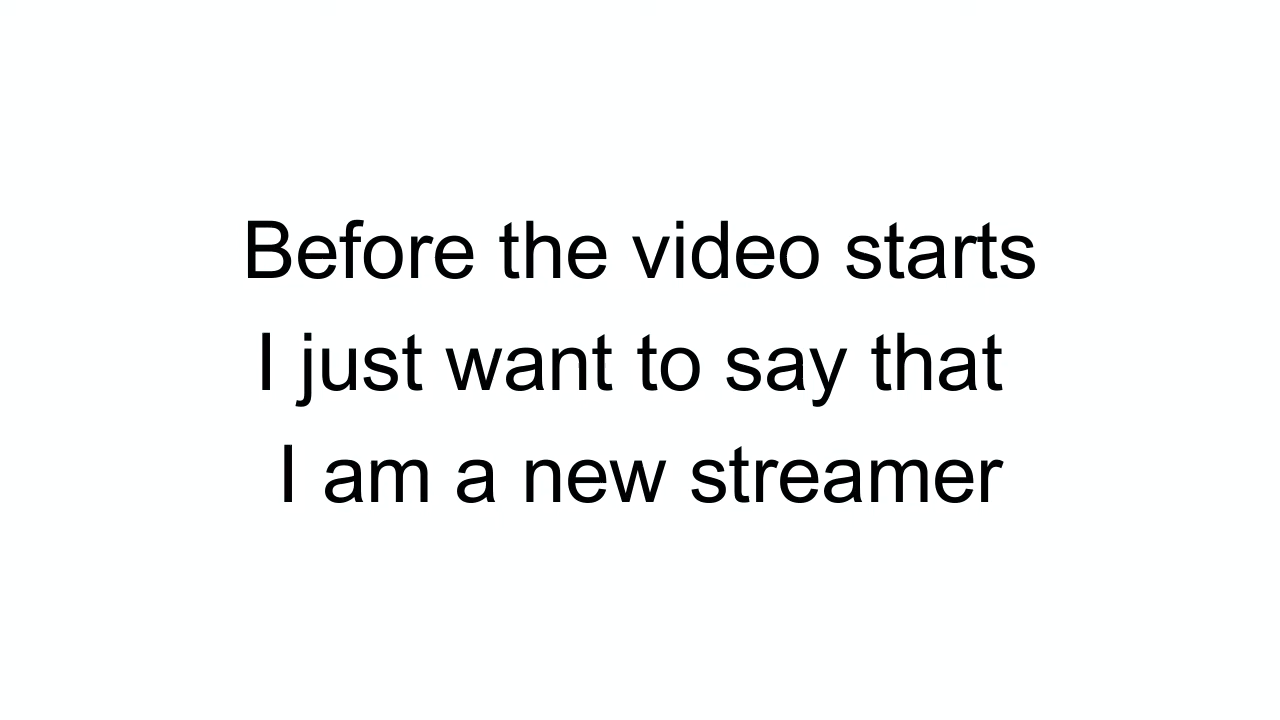 Before the video starts
I just want to say that
I am a new streamer